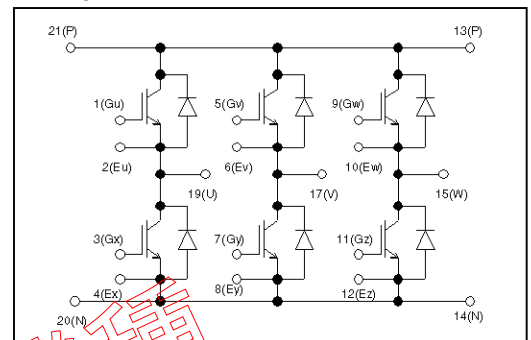 21(P) 13(P)
1(Gu) 5(Gv) 9(Gw)
2(Eu) 6(Ev) 10(Ew)
19(U) 17(V) 15(W)
3(Gx) 7(Gy) 11(Gz)
4(Ex) 8(Ey) 12(Ez)
20(N) 14(N)